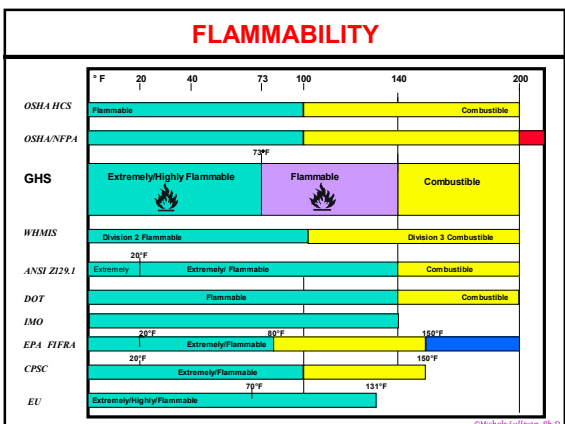 FLAMMABILITY
° F 20 40 73 100 140 200
OSHA HCS Flammable Combustible
OSHA/NFPA
73°F
GHS Extremely/Highly Flammable Flammable Combustible
WHMIS Division 2 Flammable Division 3 Combustible
20°F
ANSI Z129.1 Extremely Extremely/ Flammable Combustible
DOT Flammable Combustible
IMO
20°F 80°F 150°F
EPA FIFRA Extremely/Flammable
20°F 150°F
CPSC Extremely/Flammable
70°F 131°F
EU Extremely/Highly/Flammable